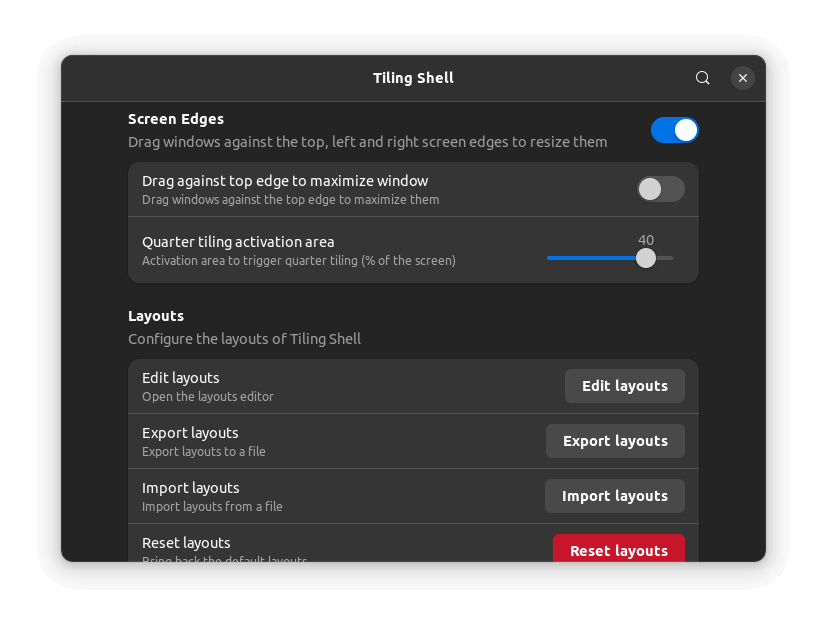 Tiling Shell
Screen Edges
Drag windows against the top, left and right screen edges to resize them
Drag against top edge to maximize window
Drag windows against the top edge to maximize them
Quarter tiling activation area
40
Activation area to trigger quarter tiling (% of the screen)
Layouts
Configure the layouts of Tiling Shell
Edit layouts
Open the layouts editor
Edit layouts
Export layouts
Export layouts to a file
Export layouts
Import layouts
Import layouts from a file
Import layouts
Reset layouts
Bring back the default layouts
Reset layouts